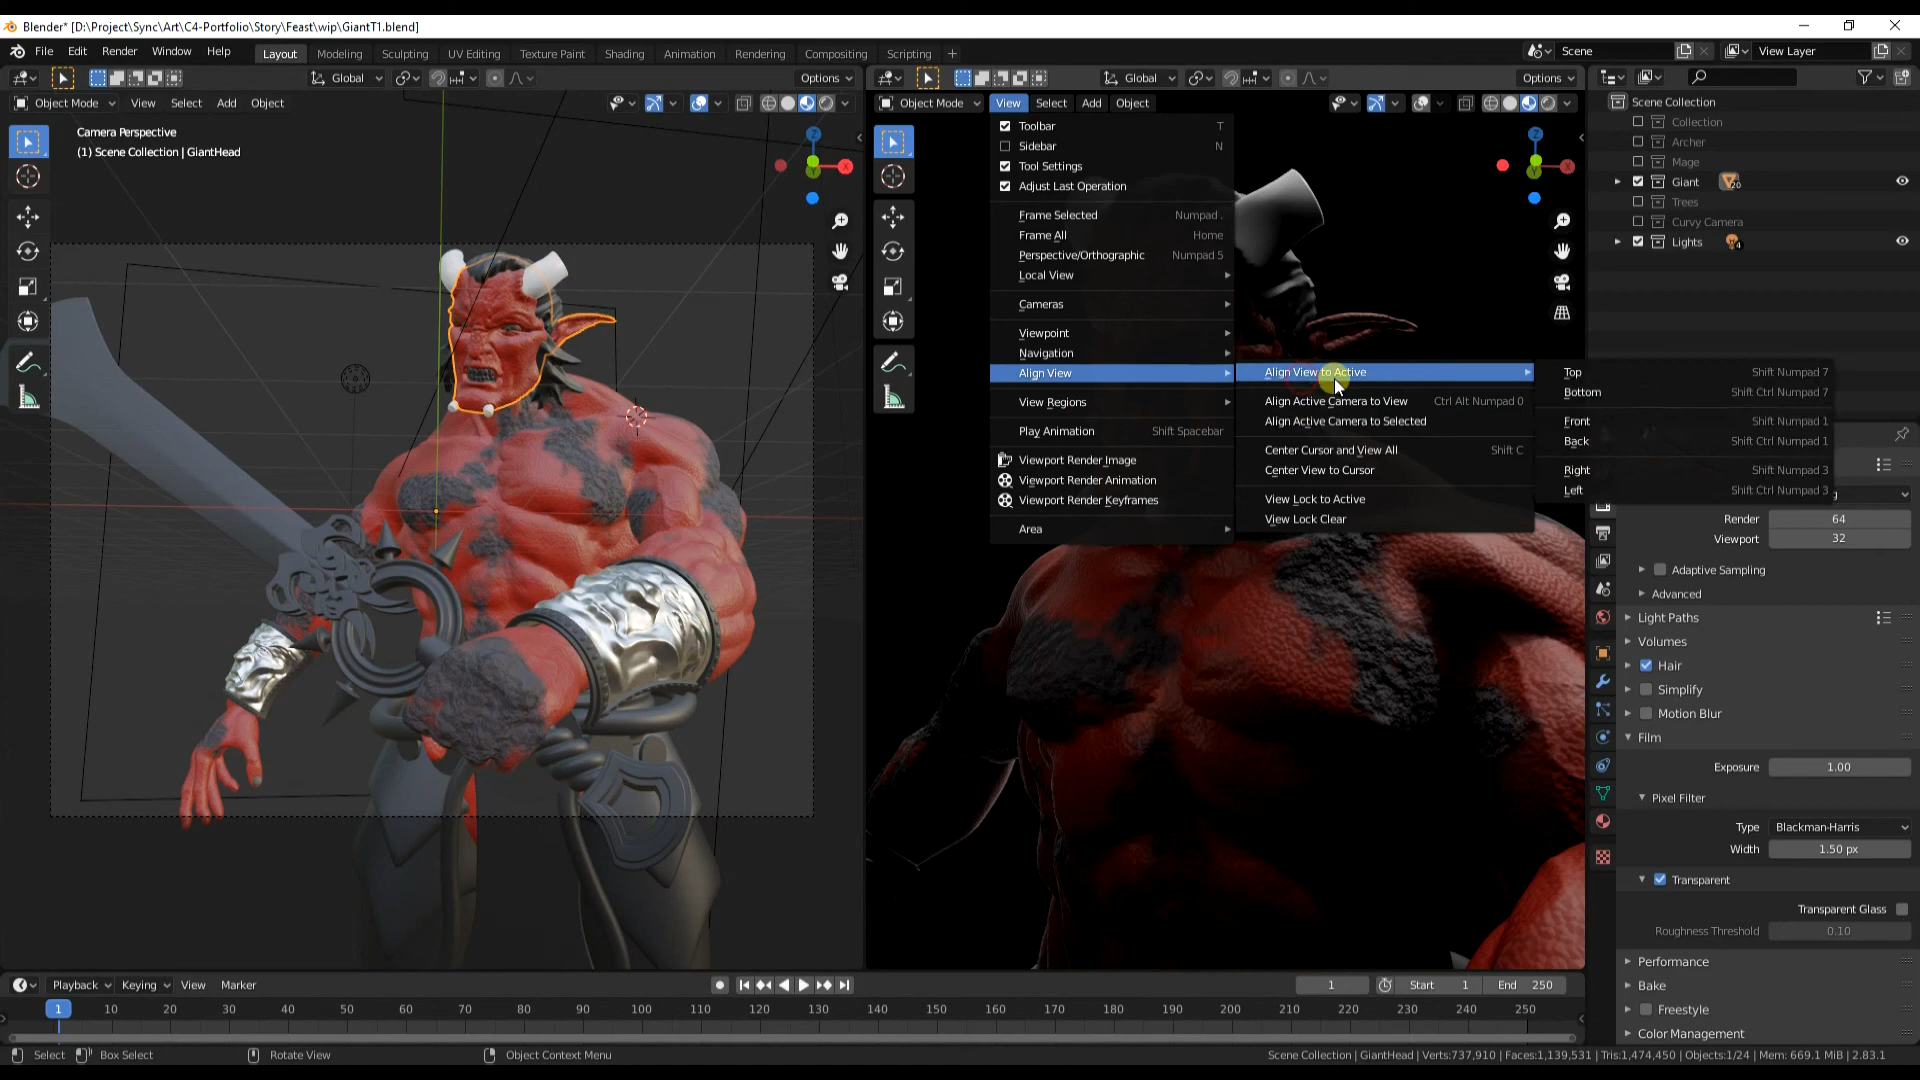 Blender* [D:\Project\Sync\Art\C4-Portfolio\Story\Feast\wip\GiantT1.blend]
File Edit Render Window Help Layout Modeling Sculpting UV Editing Texture Paint Shading Animation Rendering Compositing Scripting + Scene View Layer
Global Options Global Options
Object Mode View Select Add Object
Object Mode View Select Add Object
Camera Perspective
(1) Scene Collection | GiantHead
Z
X
Y
Z
X
Y
Toolbar T
Sidebar N
Tool Settings
Adjust Last Operation
Frame Selected Numpad .
Frame All Home
Perspective/Orthographic Numpad 5
Local View
Cameras
Viewpoint
Navigation
Align View
View Regions
Play Animation Shift Spacebar
Viewport Render Image
Viewport Render Animation
Viewport Render Keyframes
Area
Align View to Active
Align Active Camera to View Ctrl Alt Numpad 0
Align Active Camera to Selected
Center Cursor and View All Shift C
Center View to Cursor
View Lock to Active
View Lock Clear
Top Shift Numpad 7
Bottom Shift Ctrl Numpad 7
Front Shift Numpad 1
Back Shift Ctrl Numpad 1
Right Shift Numpad 3
Left Shift Ctrl Numpad 3
Scene Collection
Collection
Archer
Mage
Giant 20
Trees
Curvy Camera
Lights 4
Render 64
Viewport 32
Adaptive Sampling
Advanced
Light Paths
Volumes
Hair
Simplify
Motion Blur
Film
Exposure 1.00
Pixel Filter
Type Blackman-Harris
Width 1.50 px
Transparent
Transparent Glass
Roughness Threshold 0.10
Performance
Bake
Freestyle
Color Management
Playback Keying View Marker 1 Start 1 End 250
1 10 20 30 40 50 60 70 80 90 100 110 120 130 140 150 160 170 180 190 200 210 220 230 240 250
Select Box Select Rotate View Object Context Menu Scene Collection | GiantHead | Verts:737,910 | Faces:1,139,531 | Tris:1,474,450 | Objects:1/24 | Mem: 669.1 MiB | 2.83.1